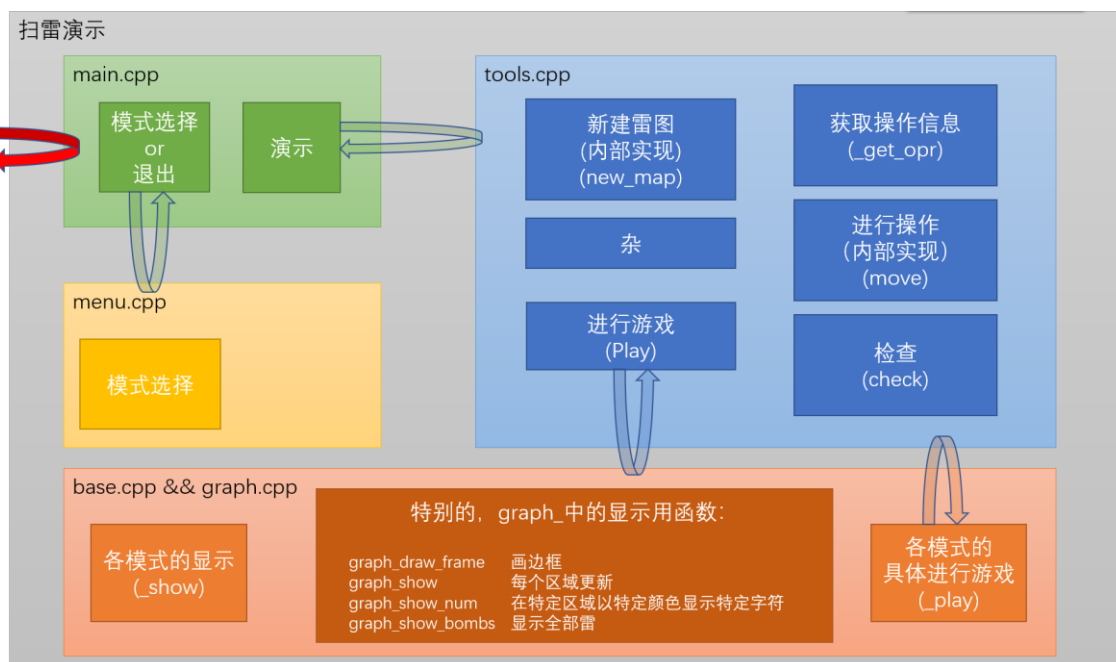 扫雷演示
main.cpp
模式选择
or
退出
演示
menu.cpp
模式选择
tools.cpp
新建雷图
(内部实现)
(new_map)
杂
进行游戏
(Play)
获取操作信息
(_get_opr)
进行操作
（内部实现）
(move)
检查
(check)
base.cpp && graph.cpp
各模式的显示
(_show)
特别的，graph_中的显示用函数：
graph_draw_frame 画边框
graph_show 每个区域更新
graph_show_num 在特定区域以特定颜色显示特定字符
graph_show_bombs 显示全部雷
各模式的
具体进行游戏
(_play)